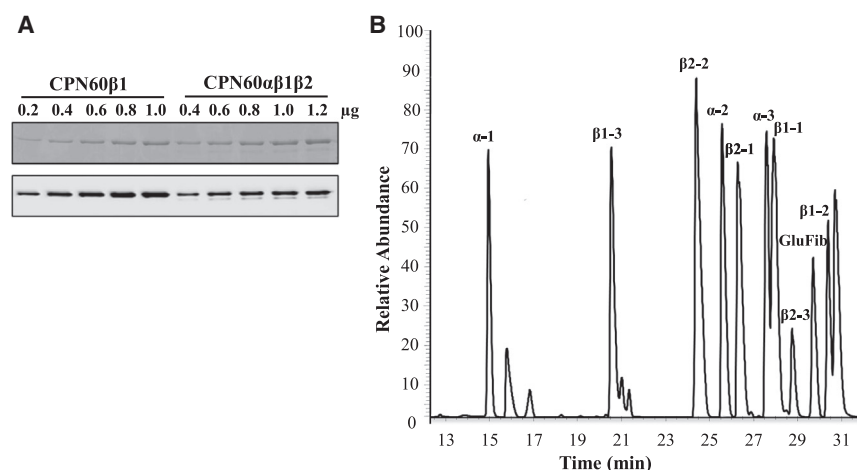 A
CPN60β1 CPN60αβ1β2
0.2 0.4 0.6 0.8 1.0 0.4 0.6 0.8 1.0 1.2 μg
B
Relative Abundance
100
90
80
70
60
50
40
30
20
10
0
α-1
β1-3
β2-2
α-2
β2-1
α-3
β1-1
β2-3
GluFib
β1-2
13 15 17 19 21 23 25 27 29 31
Time (min)